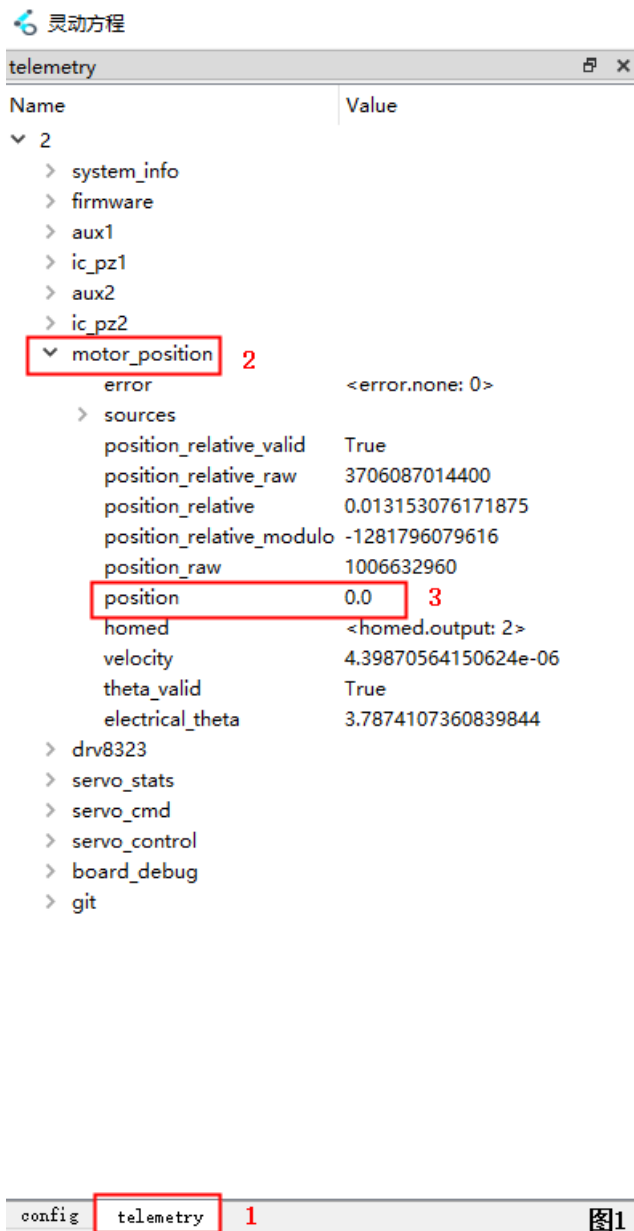 灵动方程
telemetry
Name Value
2
system_info
firmware
aux1
ic_pz1
aux2
ic_pz2
motor_position 2
error <error.none: 0>
sources
position_relative_valid True
position_relative_raw 3706087014400
position_relative 0.013153076171875
position_relative_modulo -1281796079616
position_raw 1006632960
position 0.0 3
homed <homed.output: 2>
velocity 4.39870564150624e-06
theta_valid True
electrical_theta 3.7874107360839844
drv8323
servo_stats
servo_cmd
servo_control
board_debug
git
config telemetry 1 图1